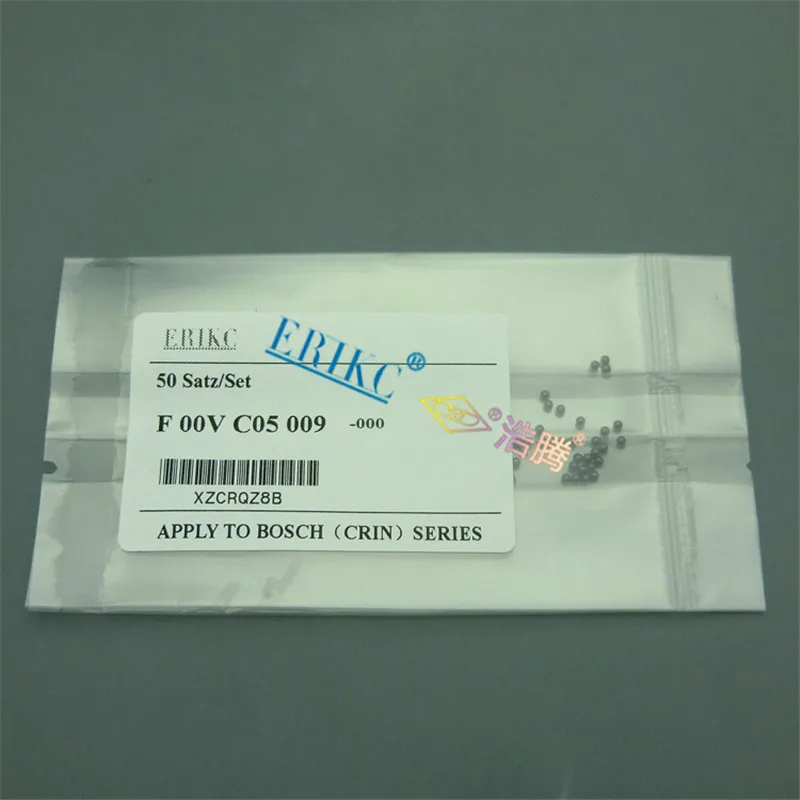 ERIKC
ERIKC®
50 Satz/Set
F 00V C05 009 -000
®浩腾®
XZCRQZ8B
APPLY TO BOSCH（CRIN）SERIES